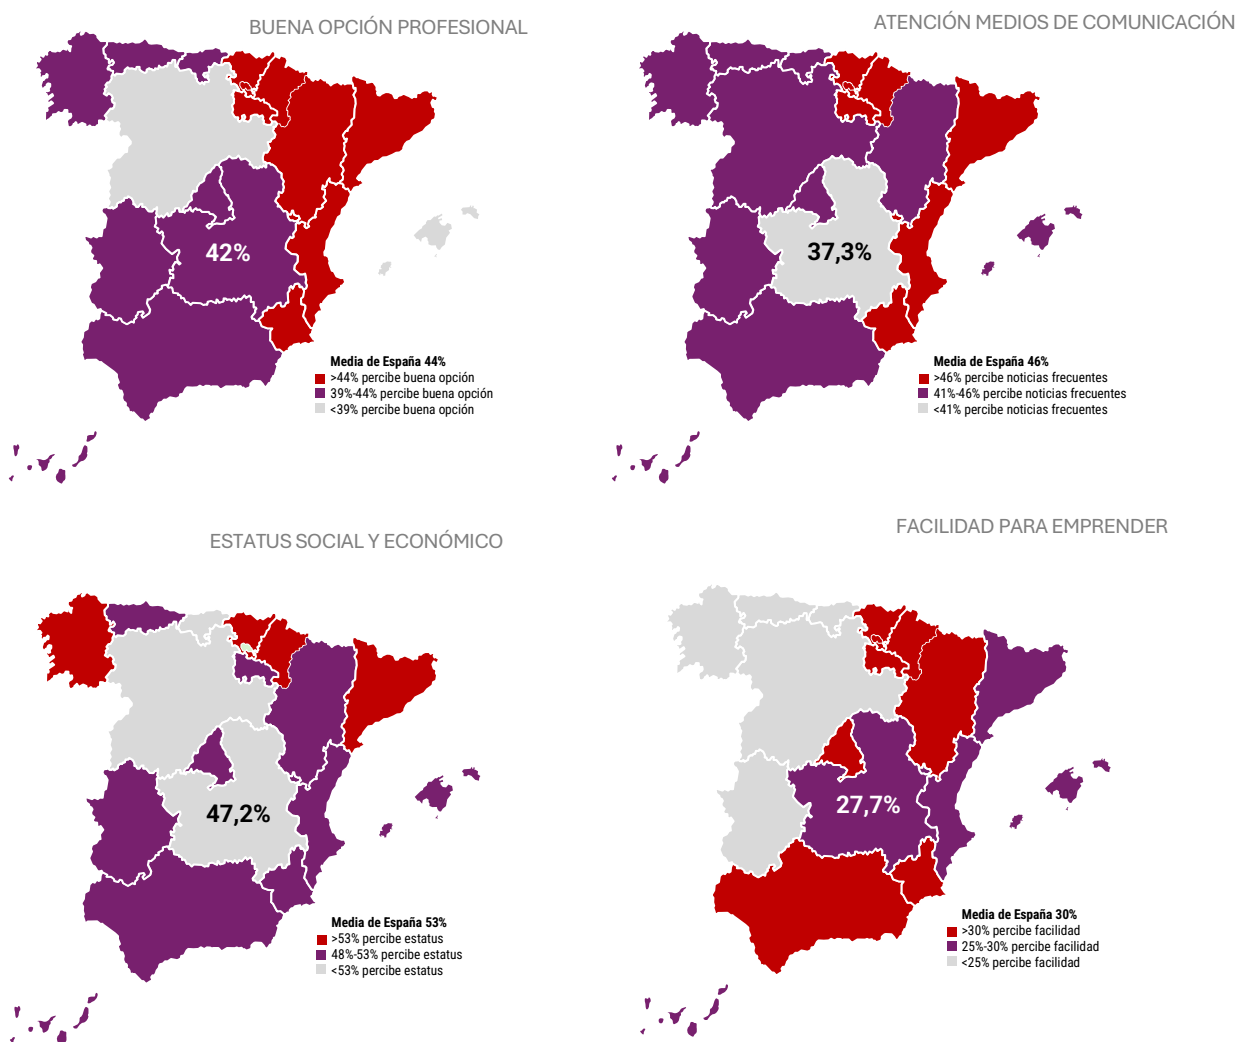 BUENA OPCIÓN PROFESIONAL
42%
Media de España 44%
>44% percibe buena opción
39%-44% percibe buena opción
<39% percibe buena opción
ATENCIÓN MEDIOS DE COMUNICACIÓN
37,3%
Media de España 46%
>46% percibe noticias frecuentes
41%-46% percibe noticias frecuentes
<41% percibe noticias frecuentes
ESTATUS SOCIAL Y ECONÓMICO
47,2%
Media de España 53%
>53% percibe estatus
48%-53% percibe estatus
<53% percibe estatus
FACILIDAD PARA EMPRENDER
27,7%
Media de España 30%
>30% percibe facilidad
25%-30% percibe facilidad
<25% percibe facilidad